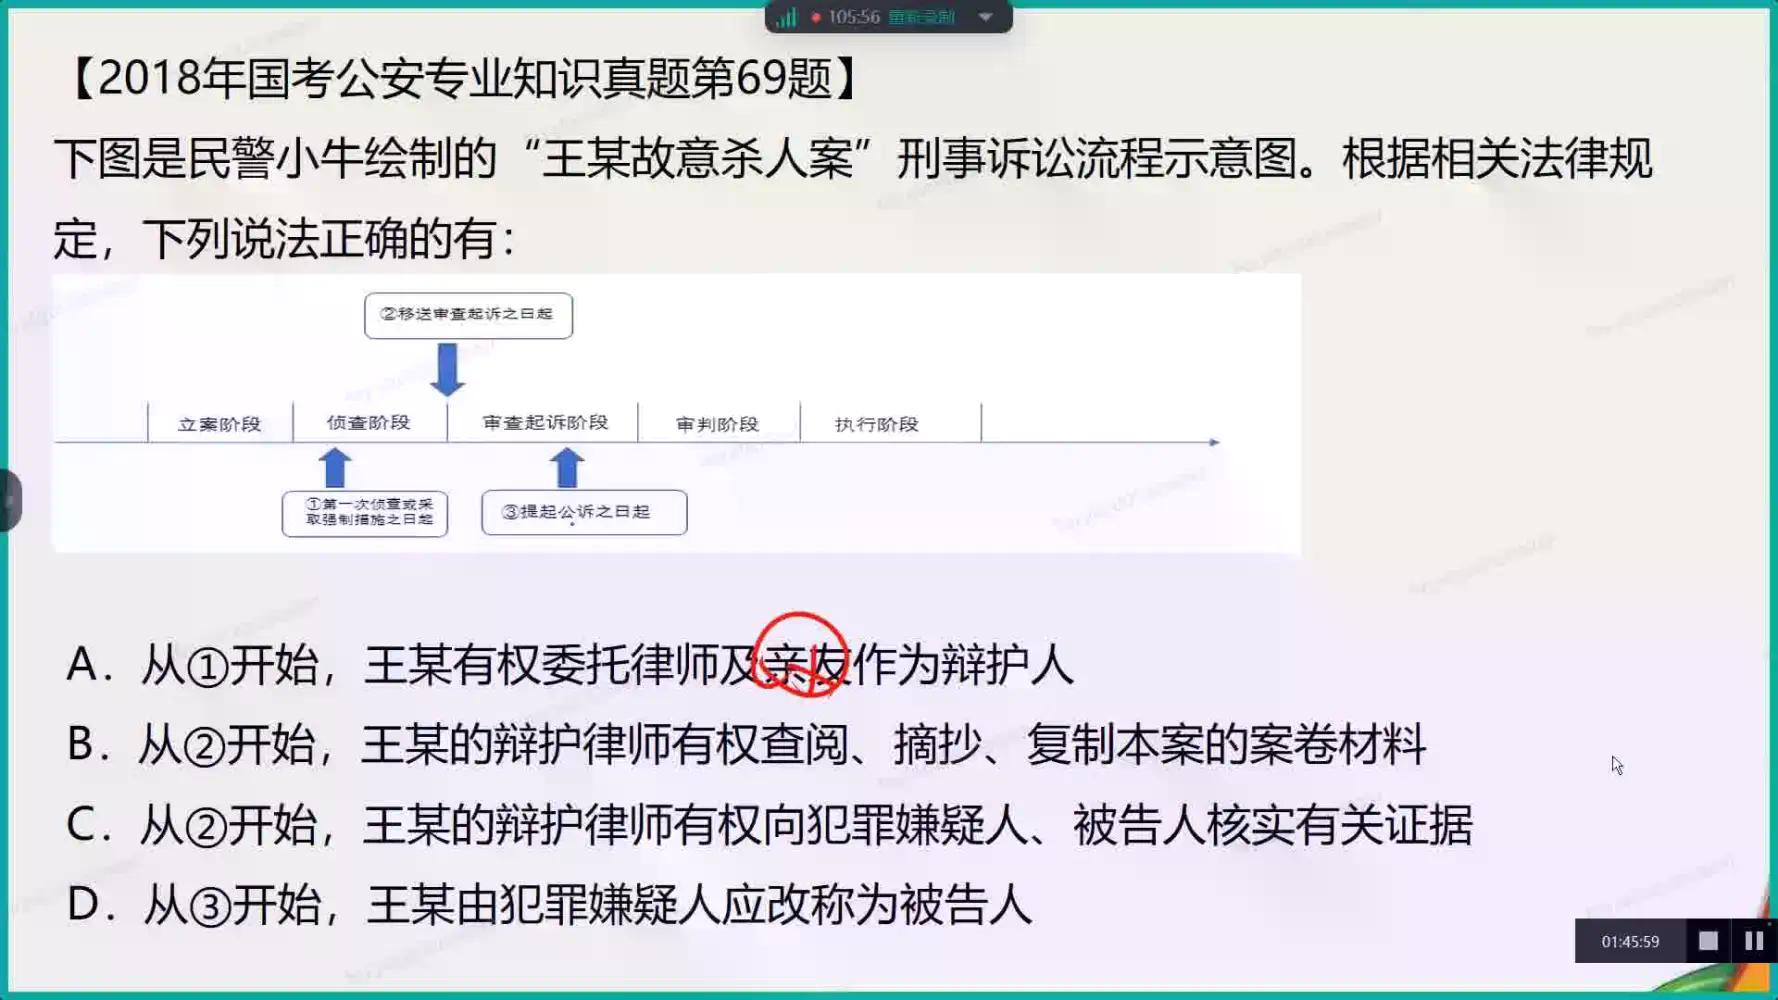 105:56 重新录制
【2018年国考公安专业知识真题第69题】
下图是民警小牛绘制的“王某故意杀人案”刑事诉讼流程示意图。根据相关法律规
定，下列说法正确的有：
②移送审查起诉之日起
立案阶段 侦查阶段 审查起诉阶段 审判阶段 执行阶段
①第一次侦查或采
取强制措施之日起
③提起公诉之日起
A. 从①开始，王某有权委托律师及亲友作为辩护人
B. 从②开始，王某的辩护律师有权查阅、摘抄、复制本案的案卷材料
C. 从②开始，王某的辩护律师有权向犯罪嫌疑人、被告人核实有关证据
D. 从③开始，王某由犯罪嫌疑人应改称为被告人
01:45:59